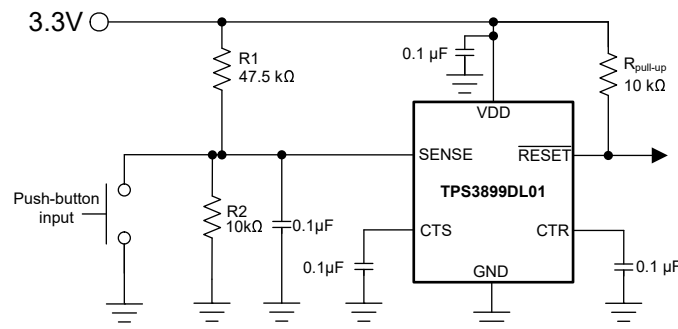 3.3V
R1
47.5 kΩ
0.1 µF
Rpull-up
10 kΩ
VDD
SENSE
RESET
TPS3899DL01
Push-button
input
R2
10kΩ
0.1µF
CTS
CTR
0.1µF
0.1 µF
GND